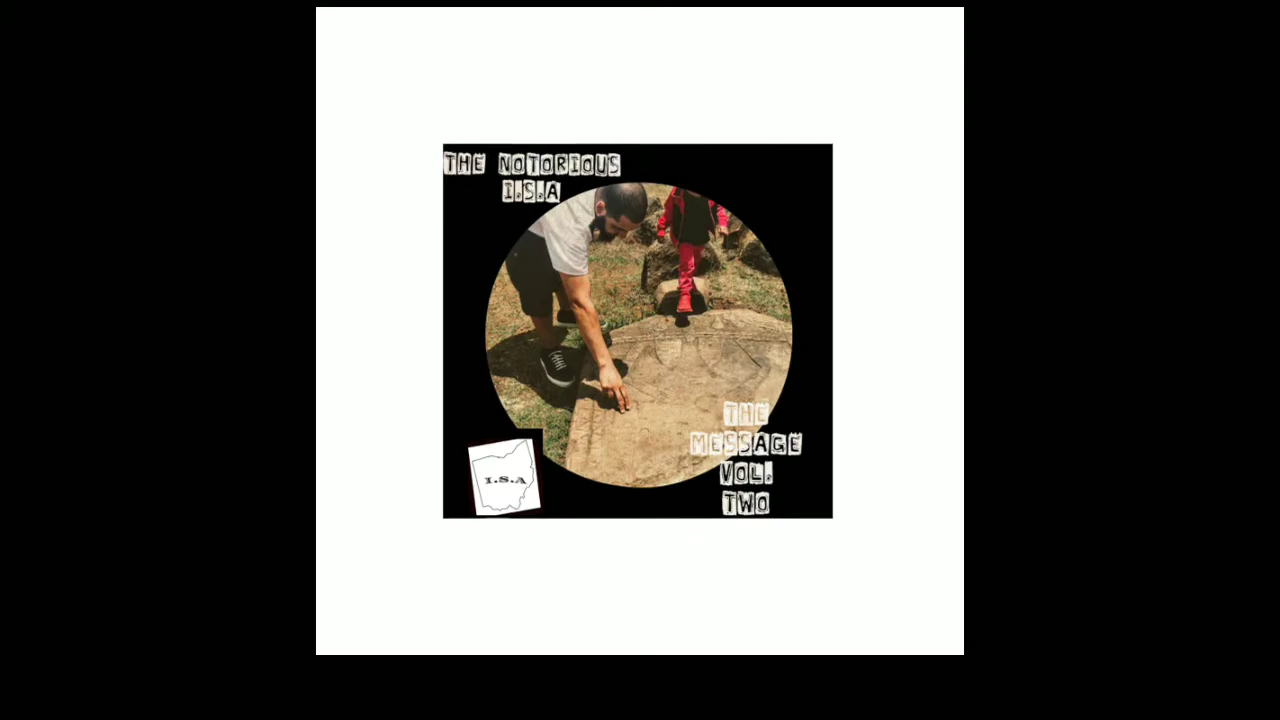 THE NOTORIOUS
I.S.A
THE
MESSAGE
VOL.
TWO
I.S.A